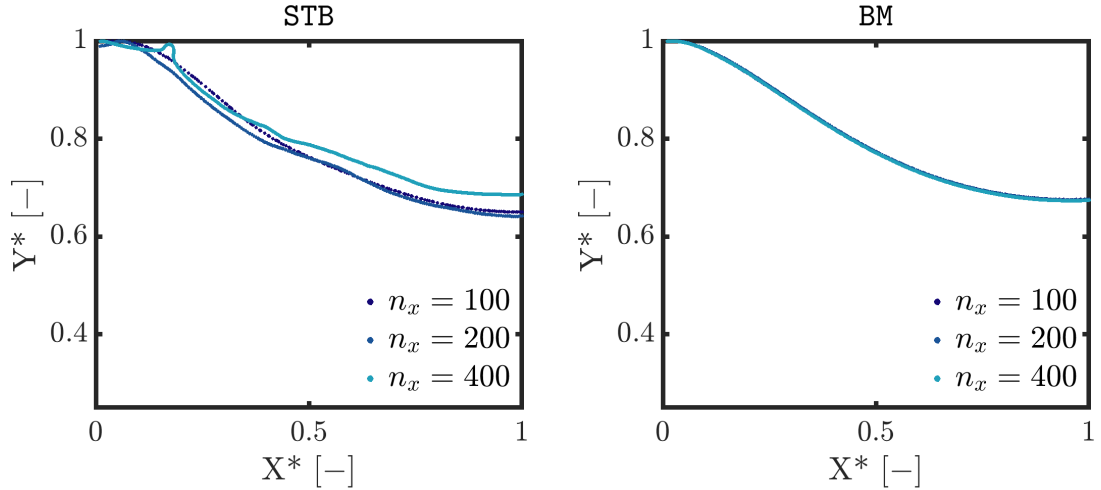 STB
1
0.8
0.6
0.4
Y* [−]
n_x = 100
n_x = 200
n_x = 400
0 0.5 1
X* [−]
BM
1
0.8
0.6
0.4
Y* [−]
n_x = 100
n_x = 200
n_x = 400
0 0.5 1
X* [−]